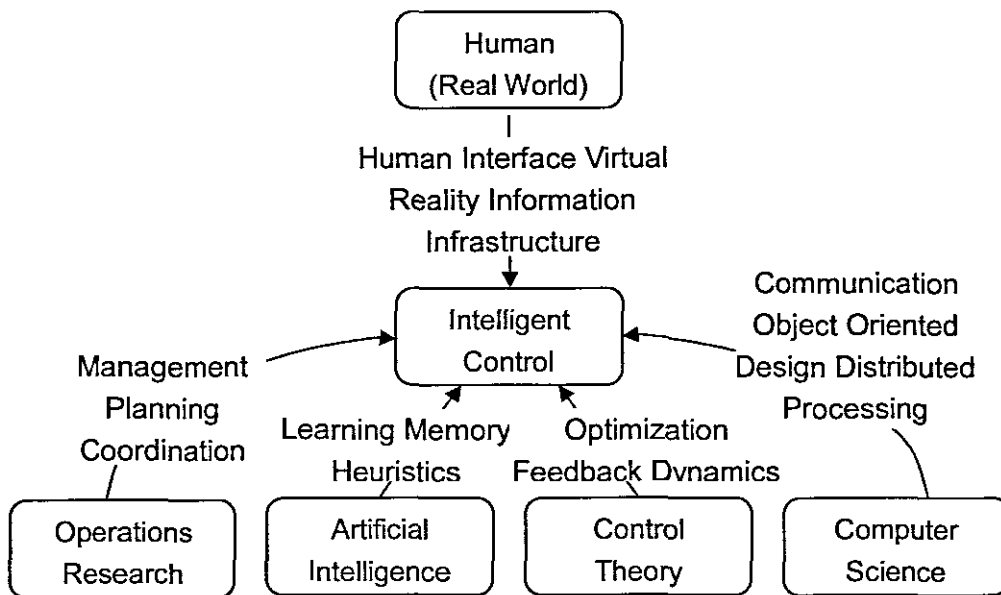 Human
(Real World)
Human Interface Virtual
Reality Information
Infrastructure
Intelligent
Control
Communication
Object Oriented
Design Distributed
Processing
Management
Planning
Coordination
Learning Memory
Heuristics
Optimization
Feedback Dvnamics
Operations
Research
Artificial
Intelligence
Control
Theory
Computer
Science